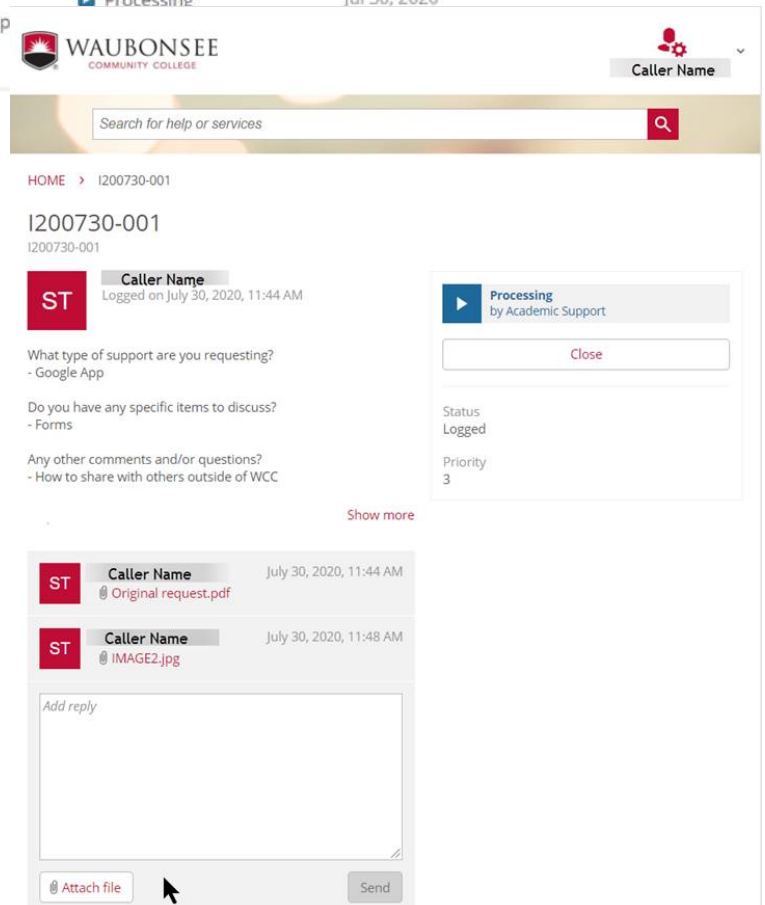 Processing
Jul 30, 2020
p
WAUBONSEE
COMMUNITY COLLEGE
Caller Name
Search for help or services
HOME > I200730-001
I200730-001
I200730-001
ST
Caller Name
Logged on July 30, 2020, 11:44 AM
What type of support are you requesting?
- Google App
Do you have any specific items to discuss?
- Forms
Any other comments and/or questions?
- How to share with others outside of WCC
Show more
Processing
by Academic Support
Close
Status
Logged
Priority
3
ST
Caller Name
July 30, 2020, 11:44 AM
Original request.pdf
ST
Caller Name
July 30, 2020, 11:48 AM
IMAGE2.jpg
Add reply
Attach file
Send